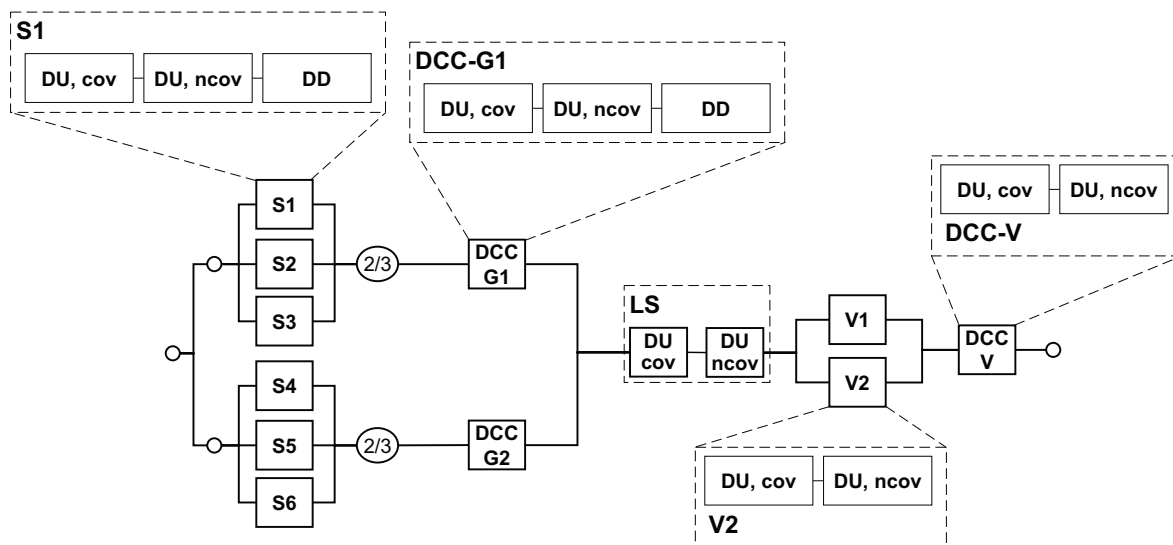 S1
DU, cov
DU, ncov
DD
DCC-G1
DU, cov
DU, ncov
DD
S1
S2
S3
2/3
DCC
G1
S4
S5
S6
2/3
DCC
G2
LS
DU
cov
DU
ncov
V1
V2
DU, cov
DU, ncov
V2
DU, cov
DU, ncov
DCC-V
DCC
V